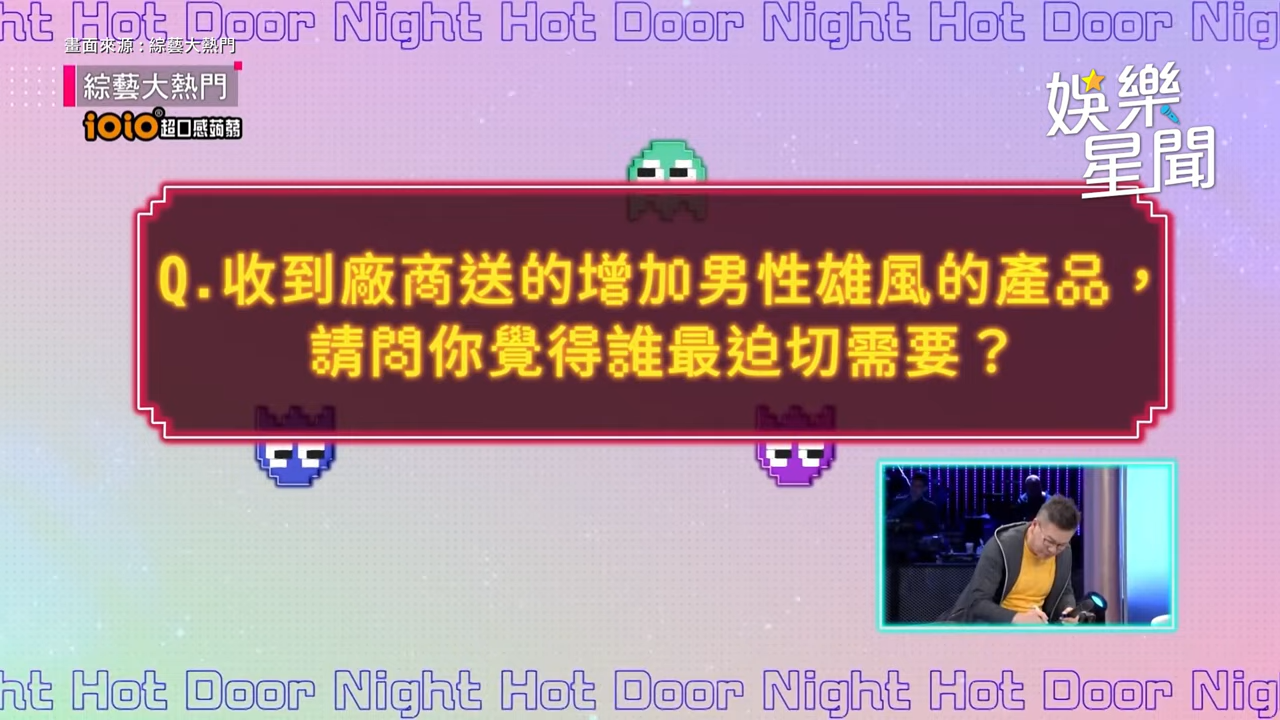 ht Hot Door Night Hot Door Night Hot Door Nig
畫面來源：綜藝大熱門
綜藝大熱門
iOiO®超口感蒟蒻
娛樂
星聞
Q.收到廠商送的增加男性雄風的產品，
請問你覺得誰最迫切需要？
ht Hot Door Night Hot Door Night Hot Door Nig